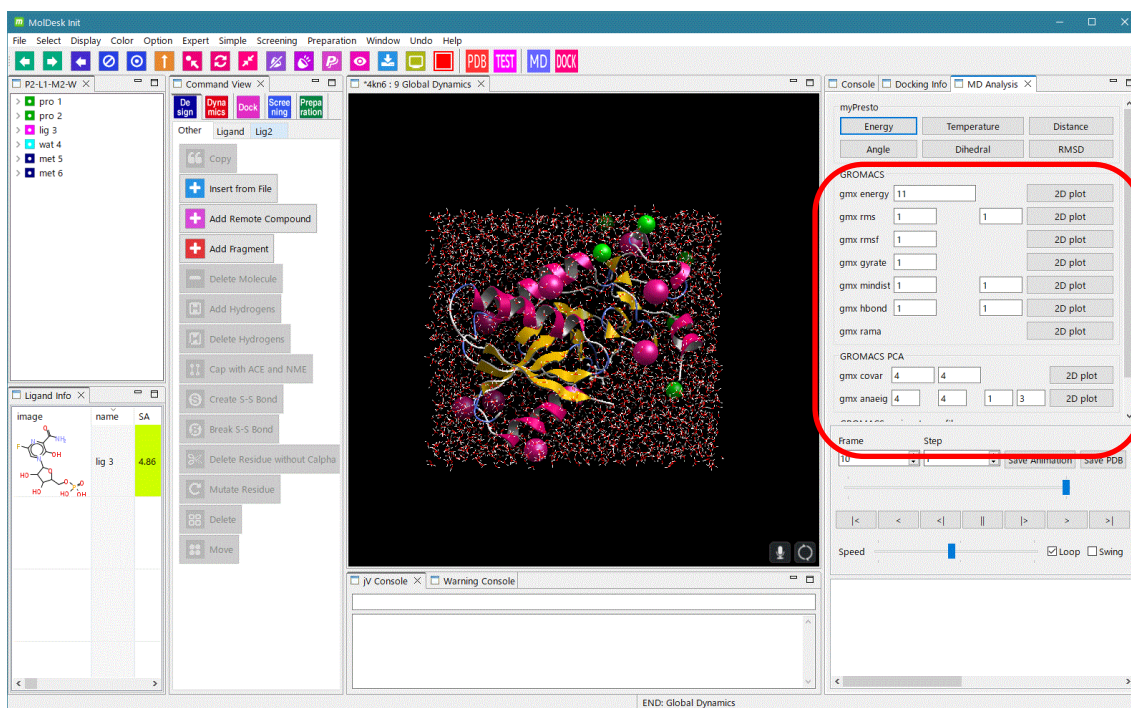 MolDesk Init
File Select Display Color Option Expert Simple Screening Preparation Window Undo Help
PDB TEST MD DOCK
P2-L1-M2-W
pro 1
pro 2
lig 3
wat 4
met 5
met 6
Ligand Info
image name SA
F N NH2 O OH HO O O P OH HO HO OH
lig 3 4.86
Command View
De sign Dyna mics Dock Scree ning Prepa ration
Other Ligand Lig2
Copy
Insert from File
Add Remote Compound
Add Fragment
Delete Molecule
Add Hydrogens
Delete Hydrogens
Cap with ACE and NME
Create S-S Bond
Break S-S Bond
Delete Residue without Calpha
Mutate Residue
Delete
Move
*4kn6 : 9 Global Dynamics
jV Console Warning Console
Console Docking Info MD Analysis
myPresto
Energy Temperature Distance
Angle Dihedral RMSD
GROMACS
gmx energy 11 2D plot
gmx rms 1 1 2D plot
gmx rmsf 1 2D plot
gmx gyrate 1 2D plot
gmx mindist 1 1 2D plot
gmx hbond 1 1 2D plot
gmx rama 2D plot
GROMACS PCA
gmx covar 4 4 2D plot
gmx anaeig 4 4 1 3 2D plot
Frame Step
10 1 Save Animation Save PDB
|< < <| || |> > >|
Speed Loop Swing
END: Global Dynamics